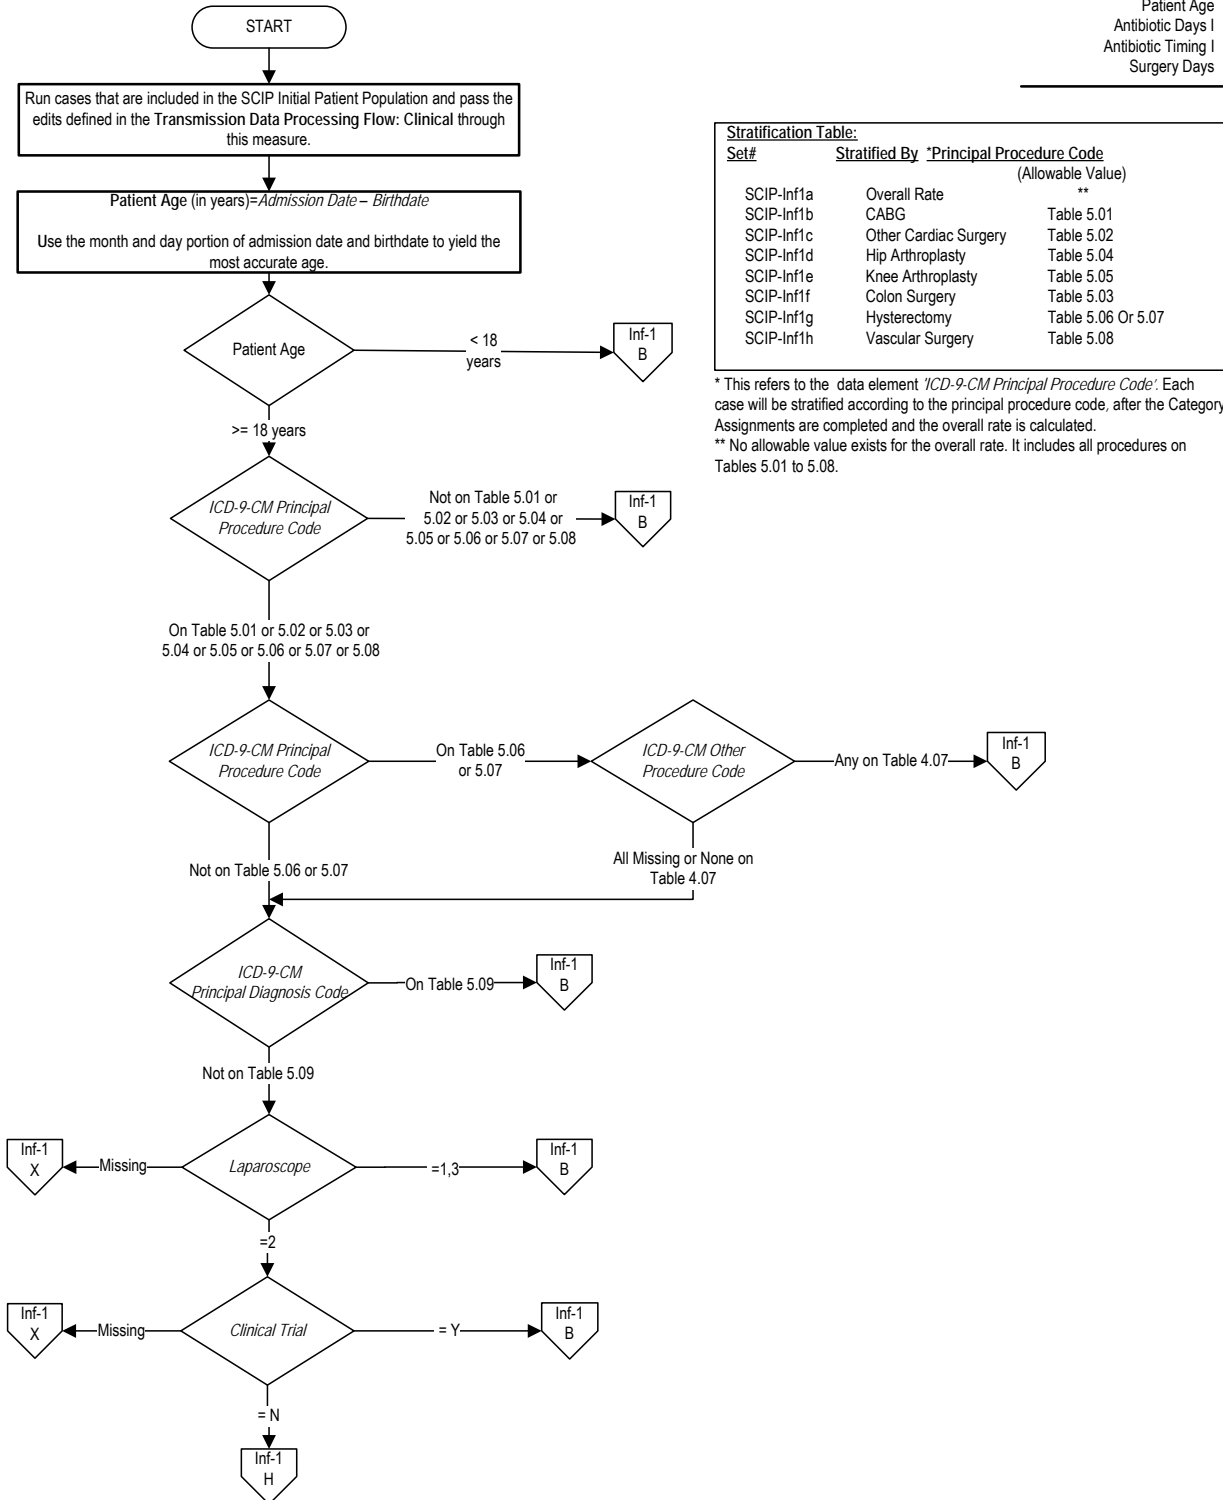 START
Patient Age
Antibiotic Days I
Antibiotic Timing I
Surgery Days
Run cases that are included in the SCIP Initial Patient Population and pass the
edits defined in the Transmission Data Processing Flow: Clinical through
this measure.
Patient Age (in years)=Admission Date – Birthdate
Use the month and day portion of admission date and birthdate to yield the
most accurate age.
Stratification Table:
Set# Stratified By *Principal Procedure Code
(Allowable Value)
SCIP-Inf1a Overall Rate **
SCIP-Inf1b CABG Table 5.01
SCIP-Inf1c Other Cardiac Surgery Table 5.02
SCIP-Inf1d Hip Arthroplasty Table 5.04
SCIP-Inf1e Knee Arthroplasty Table 5.05
SCIP-Inf1f Colon Surgery Table 5.03
SCIP-Inf1g Hysterectomy Table 5.06 Or 5.07
SCIP-Inf1h Vascular Surgery Table 5.08
* This refers to the data element 'ICD-9-CM Principal Procedure Code'. Each
case will be stratified according to the principal procedure code, after the Category
Assignments are completed and the overall rate is calculated.
** No allowable value exists for the overall rate. It includes all procedures on
Tables 5.01 to 5.08.
Patient Age
< 18
years
Inf-1
B
>= 18 years
ICD-9-CM Principal
Procedure Code
Not on Table 5.01 or
5.02 or 5.03 or 5.04 or
5.05 or 5.06 or 5.07 or 5.08
Inf-1
B
On Table 5.01 or 5.02 or 5.03 or
5.04 or 5.05 or 5.06 or 5.07 or 5.08
ICD-9-CM Principal
Procedure Code
On Table 5.06
or 5.07
ICD-9-CM Other
Procedure Code
Any on Table 4.07
Inf-1
B
Not on Table 5.06 or 5.07
All Missing or None on
Table 4.07
ICD-9-CM
Principal Diagnosis Code
On Table 5.09
Inf-1
B
Not on Table 5.09
Inf-1
X
Missing
Laparoscope
=1,3
Inf-1
B
=2
Inf-1
X
Missing
Clinical Trial
= Y
Inf-1
B
= N
Inf-1
H